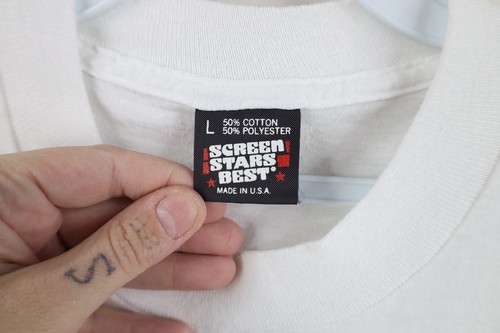 L 50% COTTON
50% POLYESTER
SCREEN
STARS
BEST
MADE IN U.S.A.
S